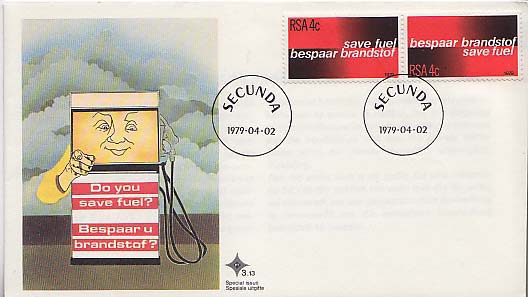 RSA 4c
save fuel
bespaar brandstof
bespaar brandstof
save fuel
RSA 4c
SECUNDA
1979-04-02
SECUNDA
1979-04-02
Do you
save fuel?
Bespaar u
brandstof?
3.13
Special issue
Spesiale uitgifte